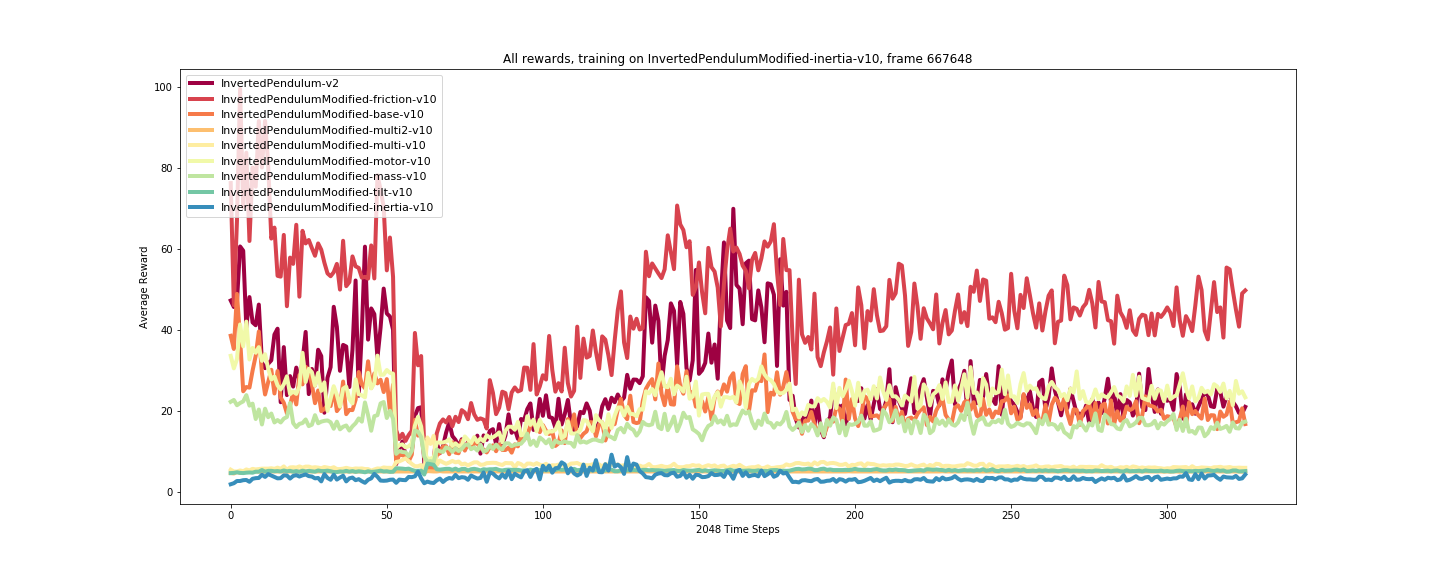 All rewards, training on InvertedPendulumModified-inertia-v10, frame 667648
InvertedPendulum-v2
InvertedPendulumModified-friction-v10
InvertedPendulumModified-base-v10
InvertedPendulumModified-multi2-v10
InvertedPendulumModified-multi-v10
InvertedPendulumModified-motor-v10
InvertedPendulumModified-mass-v10
InvertedPendulumModified-tilt-v10
InvertedPendulumModified-inertia-v10
100
80
60
40
20
0
Average Reward
0 50 100 150 200 250 300
2048 Time Steps